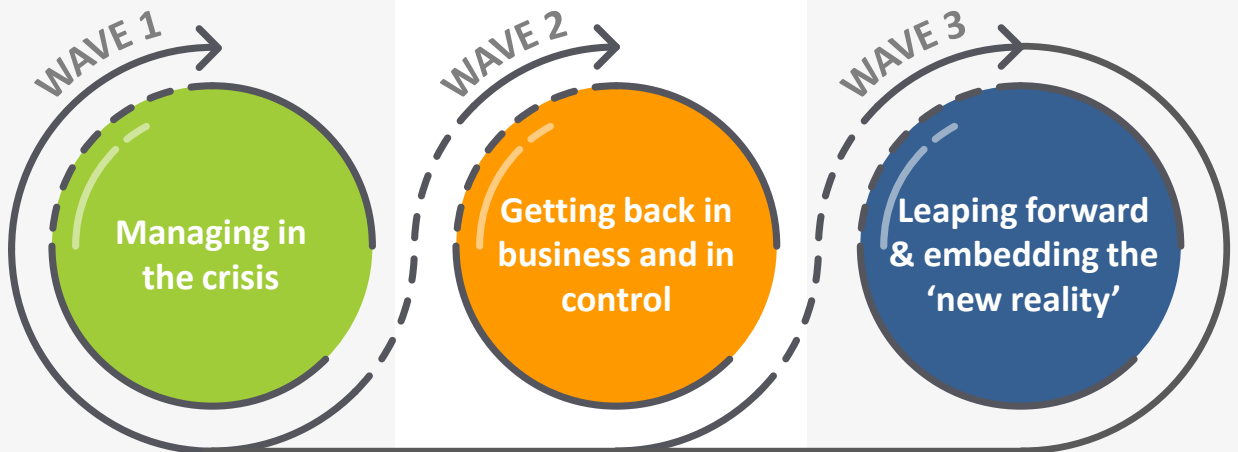 WAVE 1
Managing in
the crisis
WAVE 2
Getting back in
business and in
control
WAVE 3
Leaping forward
& embedding the
‘new reality’